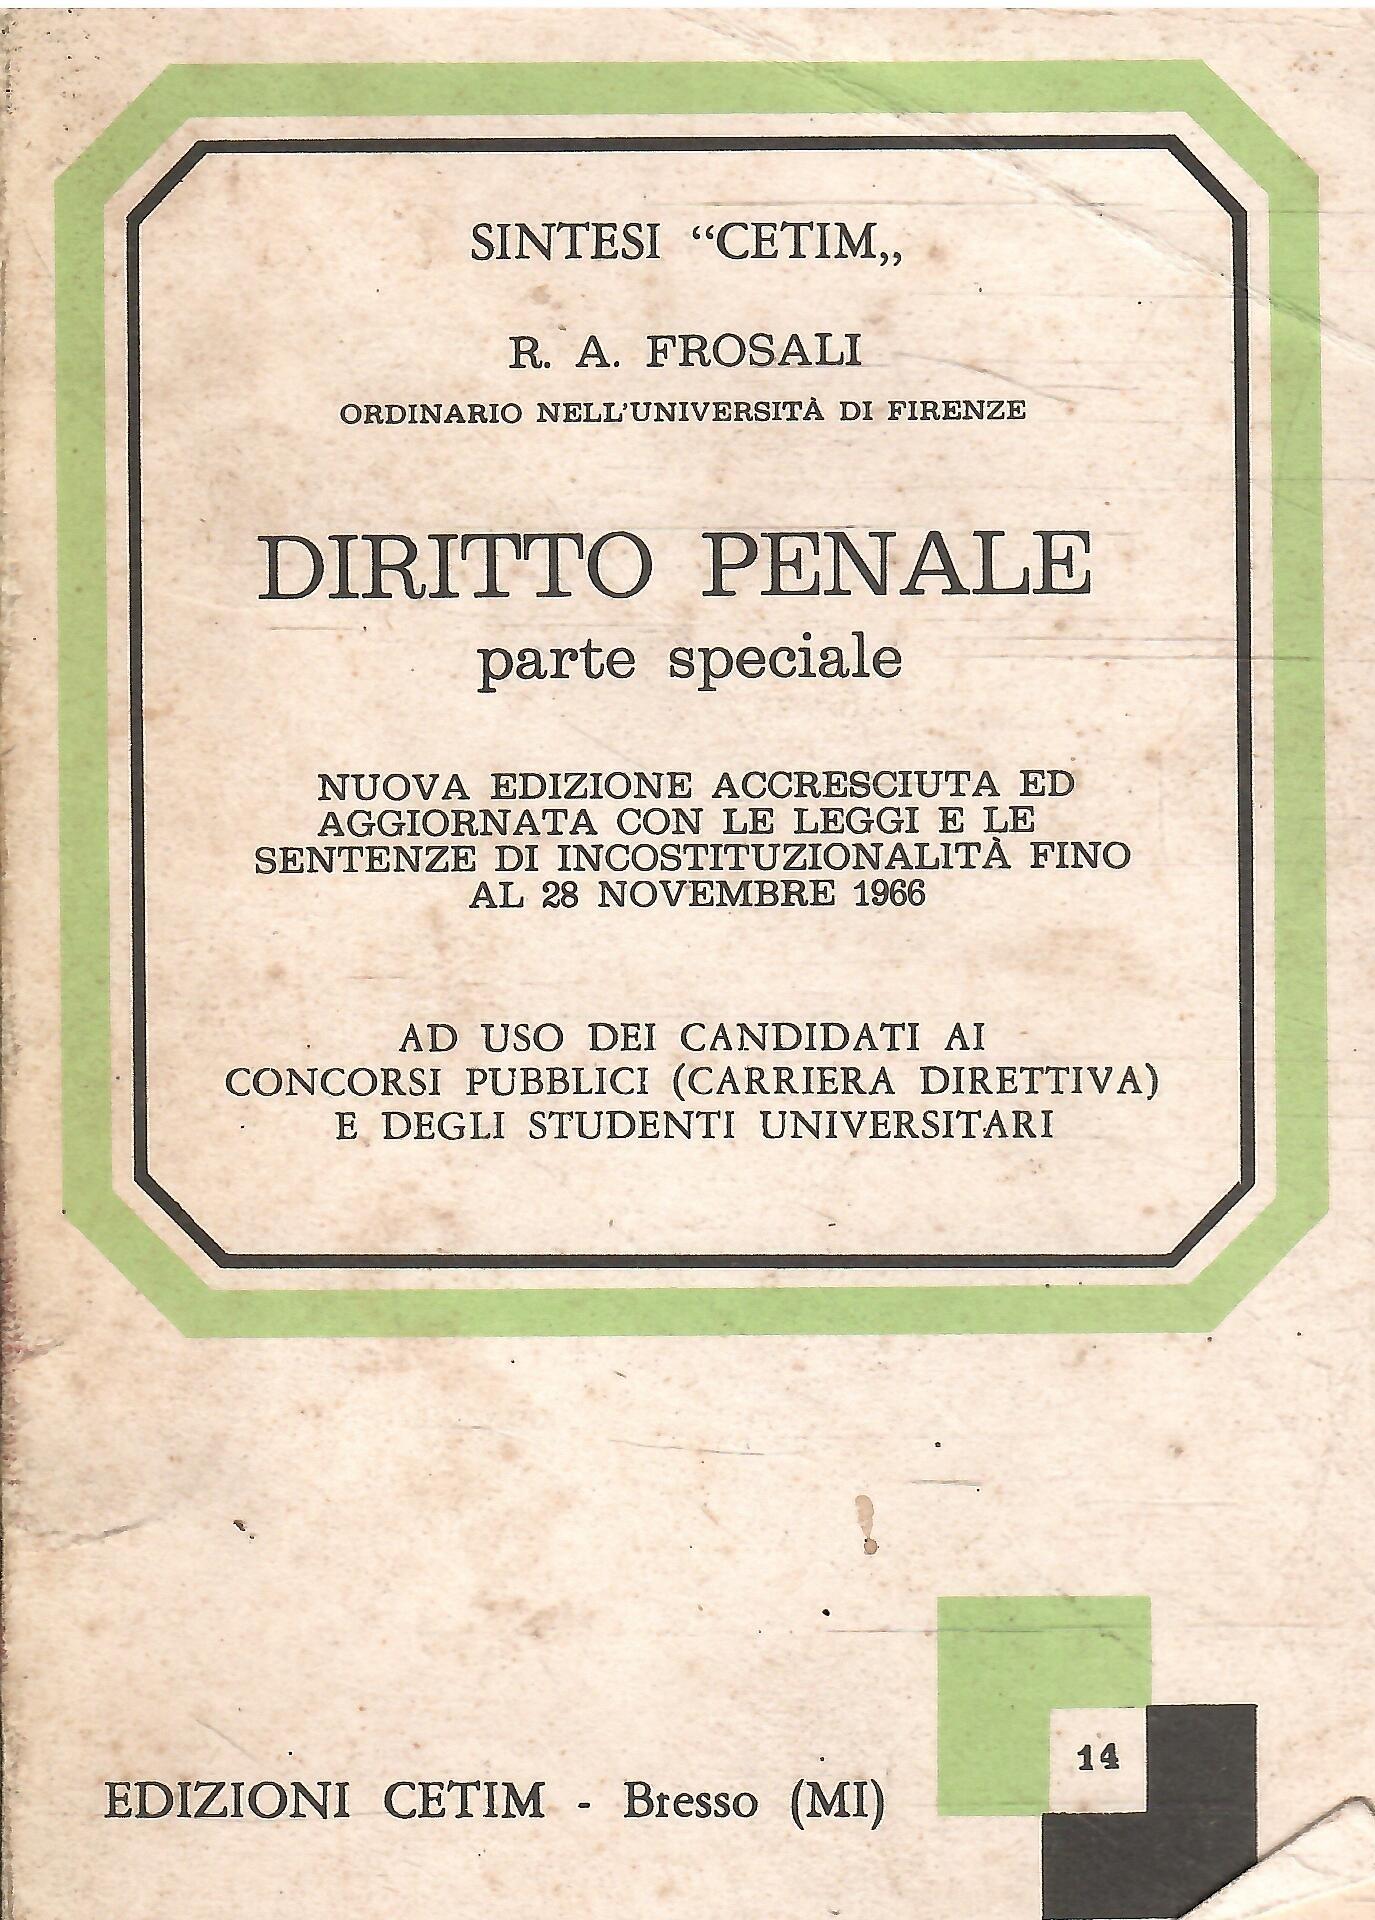 SINTESI “CETIM„
R. A. FROSALI
ORDINARIO NELL'UNIVERSITÀ DI FIRENZE
DIRITTO PENALE
parte speciale
NUOVA EDIZIONE ACCRESCIUTA ED
AGGIORNATA CON LE LEGGI E LE
SENTENZE DI INCOSTITUZIONALITÀ FINO
AL 28 NOVEMBRE 1966
AD USO DEI CANDIDATI AI
CONCORSI PUBBLICI (CARRIERA DIRETTIVA)
E DEGLI STUDENTI UNIVERSITARI
14
EDIZIONI CETIM - Bresso (MI)